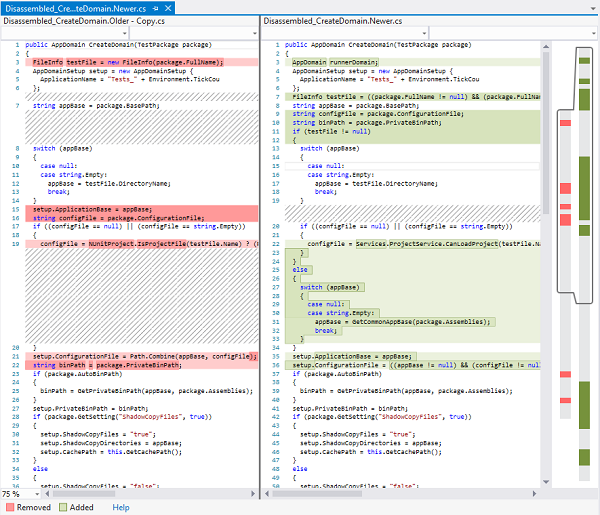 Disassembled_Cre...teDomain.Newer.cs
Disassembled_CreateDomain.Older - Copy.cs
Disassembled_CreateDomain.Newer.cs
1 public AppDomain CreateDomain(TestPackage package)
2 {
3 FileInfo testFile = new FileInfo(package.FullName);
4 AppDomainSetup setup = new AppDomainSetup {
5 ApplicationName = "Tests_" + Environment.TickCou
6 };
7 string appBase = package.BasePath;
8 switch (appBase)
9 {
10 case null:
11 case string.Empty:
12 appBase = testFile.DirectoryName;
13 break;
14 }
15 setup.ApplicationBase = appBase;
16 string configFile = package.ConfigurationFile;
17 if ((configFile == null) || (configFile == string.Empty))
18 {
19 configFile = NUnitProject.IsProjectFile(testFile.Name) ? (
20 }
21 setup.ConfigurationFile = Path.Combine(appBase, configFile);
22 string binPath = package.PrivateBinPath;
23 if (package.AutoBinPath)
24 {
25 binPath = GetPrivateBinPath(appBase, package.Assemblies);
26 }
27 setup.PrivateBinPath = binPath;
28 if (package.GetSetting("ShadowCopyFiles", true))
29 {
30 setup.ShadowCopyFiles = "true";
31 setup.ShadowCopyDirectories = appBase;
32 setup.CachePath = this.GetCachePath();
33 }
34 else
35 {
36 setup.ShadowCopyFiles = "false";
1 public AppDomain CreateDomain(TestPackage package)
2 {
3 AppDomain runnerDomain;
4 AppDomainSetup setup = new AppDomainSetup {
5 ApplicationName = "Tests_" + Environment.TickCou
6 };
7 FileInfo testFile = ((package.FullName != null) && (package.FullN
8 string appBase = package.BasePath;
9 string configFile = package.ConfigurationFile;
10 string binPath = package.PrivateBinPath;
11 if (testFile != null)
12 {
13 switch (appBase)
14 {
15 case null:
16 case string.Empty:
17 appBase = testFile.DirectoryName;
18 break;
19 }
20 if ((configFile == null) || (configFile == string.Empty))
21 {
22 configFile = Services.ProjectService.CanLoadProject(testFile.Na
23 }
24 }
25 else
26 {
27 switch (appBase)
28 {
29 case null:
30 case string.Empty:
31 appBase = GetCommonAppBase(package.Assemblies);
32 break;
33 }
34 }
35 setup.ApplicationBase = appBase;
36 setup.ConfigurationFile = ((appBase != null) && (configFile != null
37 if (package.AutoBinPath)
38 {
39 binPath = GetPrivateBinPath(appBase, package.Assemblies);
40 }
41 setup.PrivateBinPath = binPath;
42 if (package.GetSetting("ShadowCopyFiles", true))
43 {
44 setup.ShadowCopyFiles = "true";
45 setup.ShadowCopyDirectories = appBase;
46 setup.CachePath = this.GetCachePath();
47 }
48 else
49 {
50 setup.ShadowCopyFiles = "false";
75 %
Removed Added Help